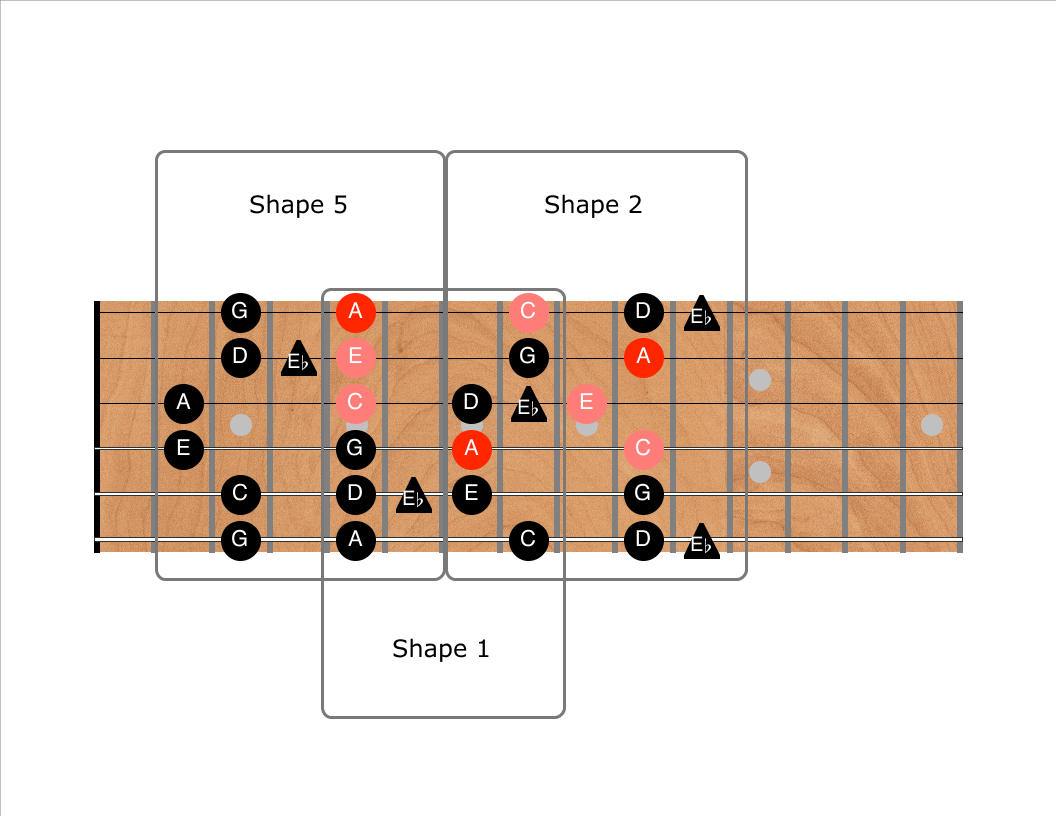 Shape 5 Shape 2
G A C D E♭
D E♭ E G A
A C D E♭ E
E G A C
C D E♭ E G
G A C D E♭
Shape 1